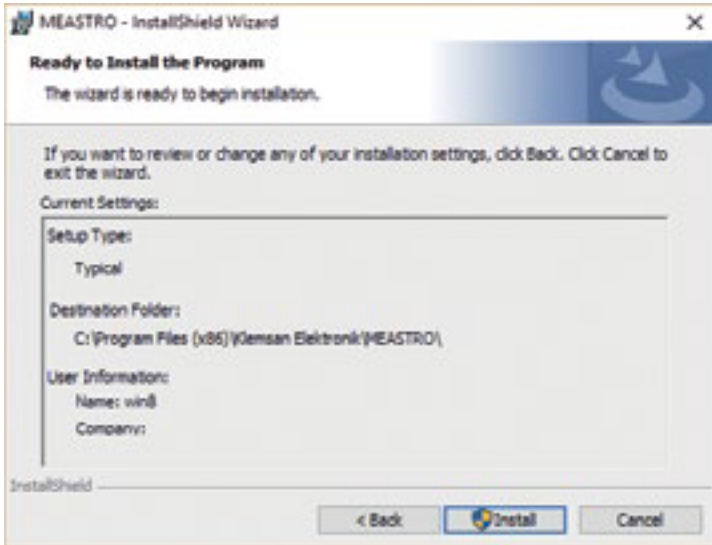 MEASTRO - InstallShield Wizard
Ready to Install the Program
The wizard is ready to begin installation.
If you want to review or change any of your installation settings, click Back. Click Cancel to
exit the wizard.
Current Settings:
Setup Type:
Typical
Destination Folder:
C:\Program Files (x86)\Klemsan Elektronik\MEASTRO\
User Information:
Name: win8
Company:
InstallShield
< Back
Install
Cancel